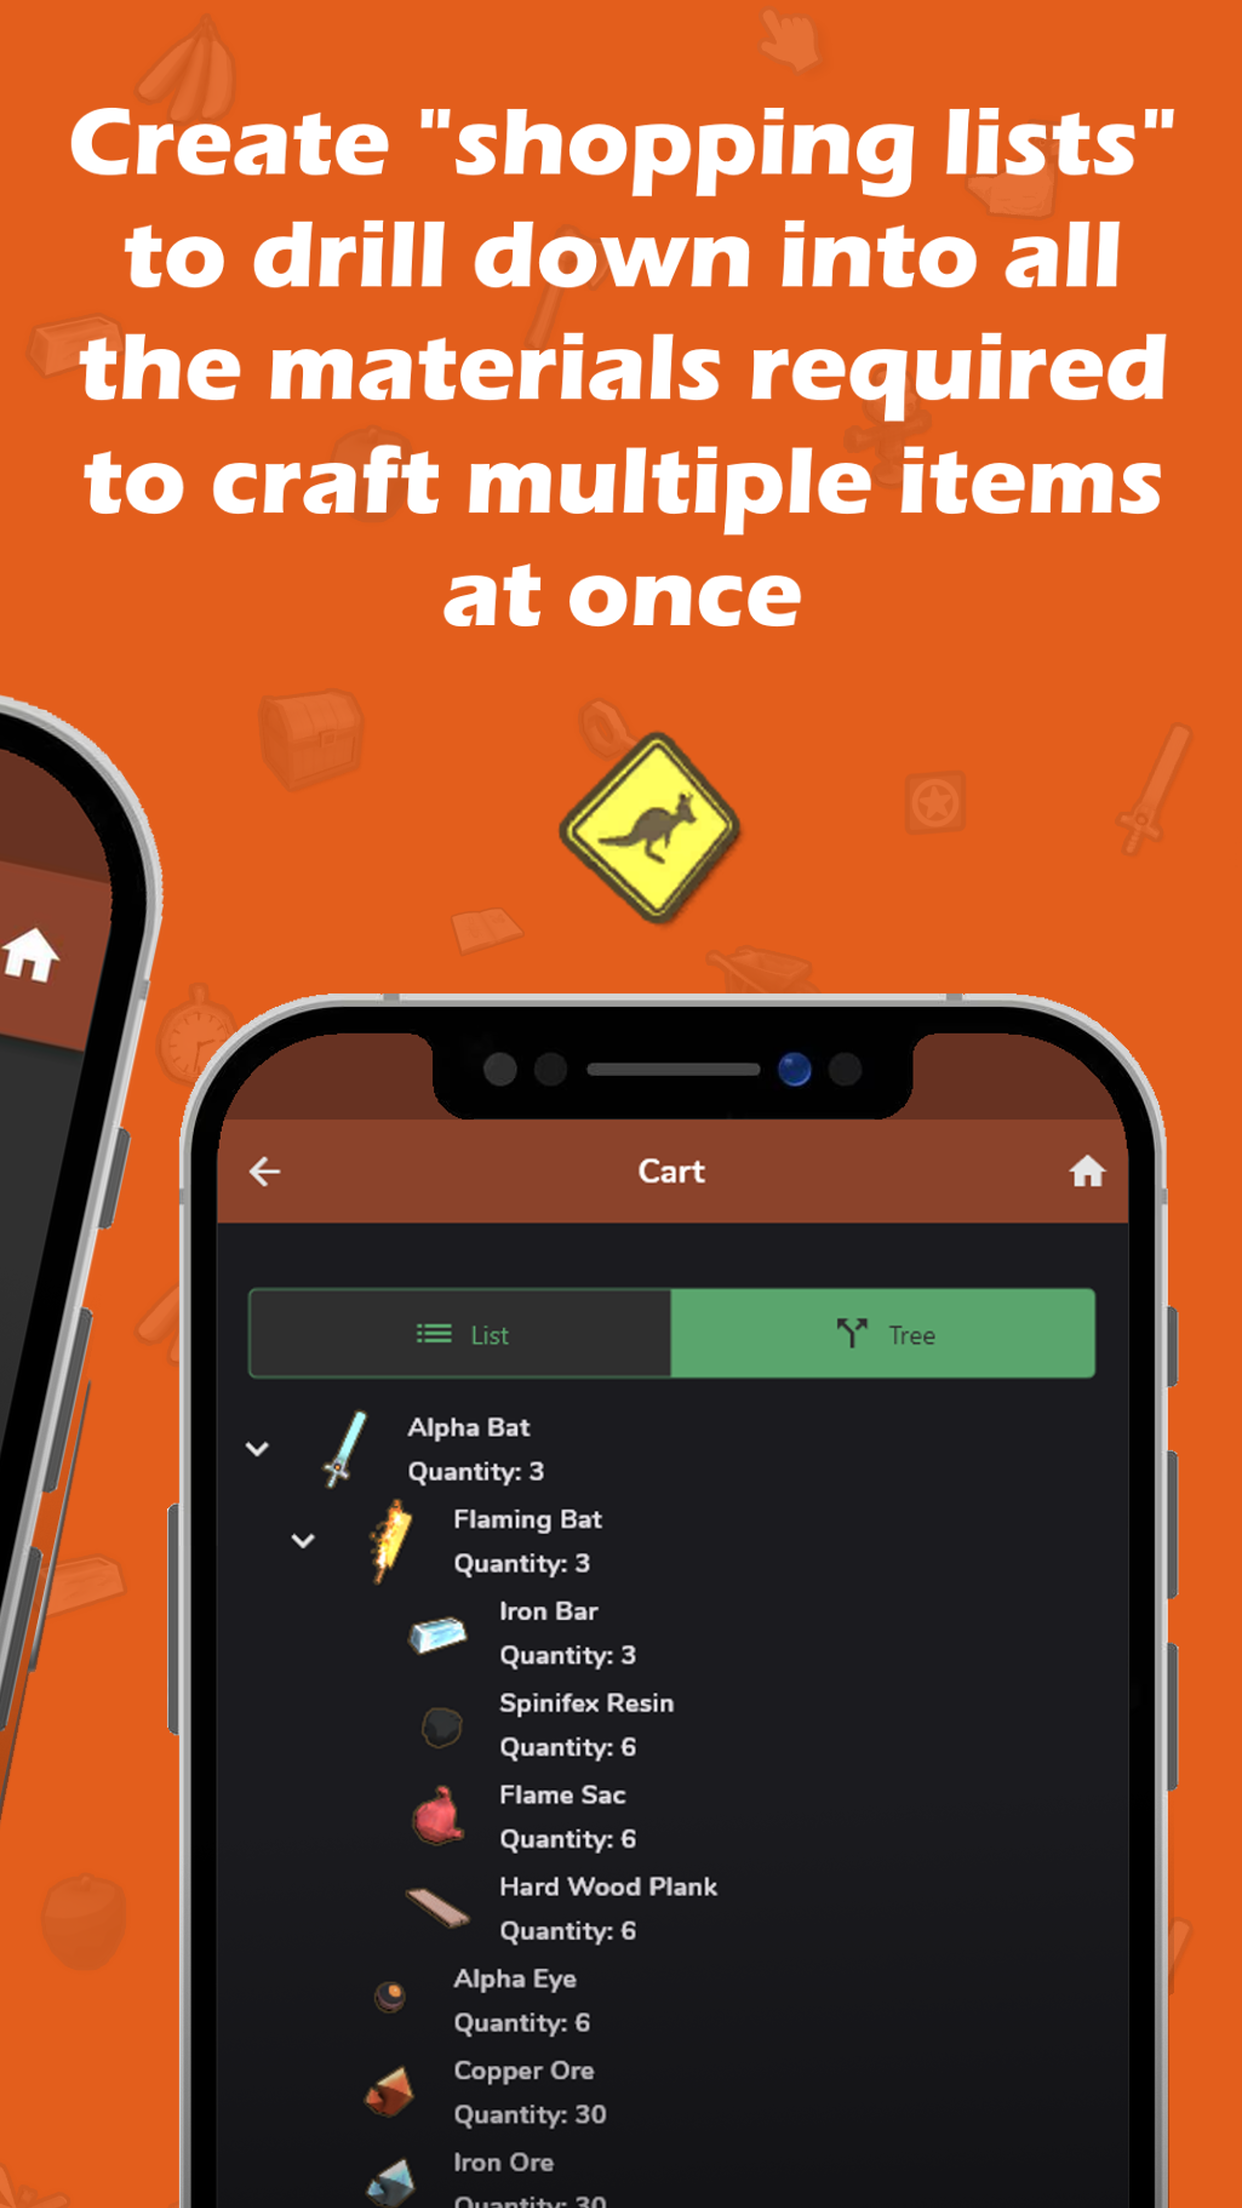 Create "shopping lists"
to drill down into all
the materials required
to craft multiple items
at once
Cart
List
Tree
Alpha Bat
Quantity: 3
Flaming Bat
Quantity: 3
Iron Bar
Quantity: 3
Spinifex Resin
Quantity: 6
Flame Sac
Quantity: 6
Hard Wood Plank
Quantity: 6
Alpha Eye
Quantity: 6
Copper Ore
Quantity: 30
Iron Ore
Quantity: 30